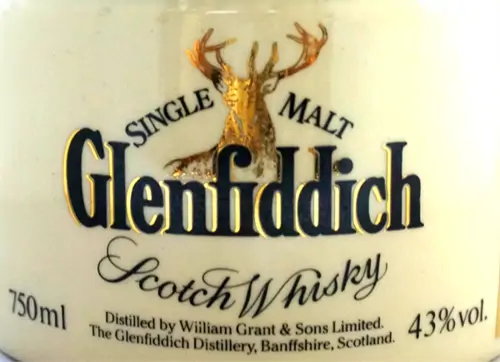 SINGLE MALT
Glenfiddich
Scotch Whisky
750ml
Distilled by William Grant & Sons Limited.
The Glenfiddich Distillery, Banffshire, Scotland.
43% vol.